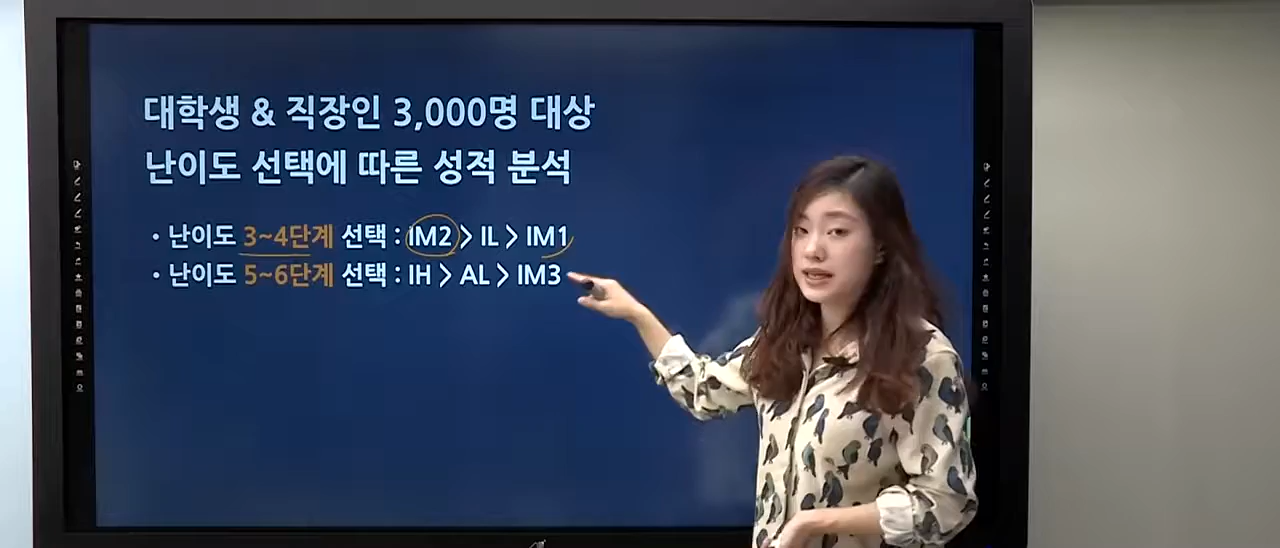 대학생 & 직장인 3,000명 대상
난이도 선택에 따른 성적 분석
· 난이도 3~4단계 선택 : IM2 > IL > IM1
· 난이도 5~6단계 선택 : IH > AL > IM3